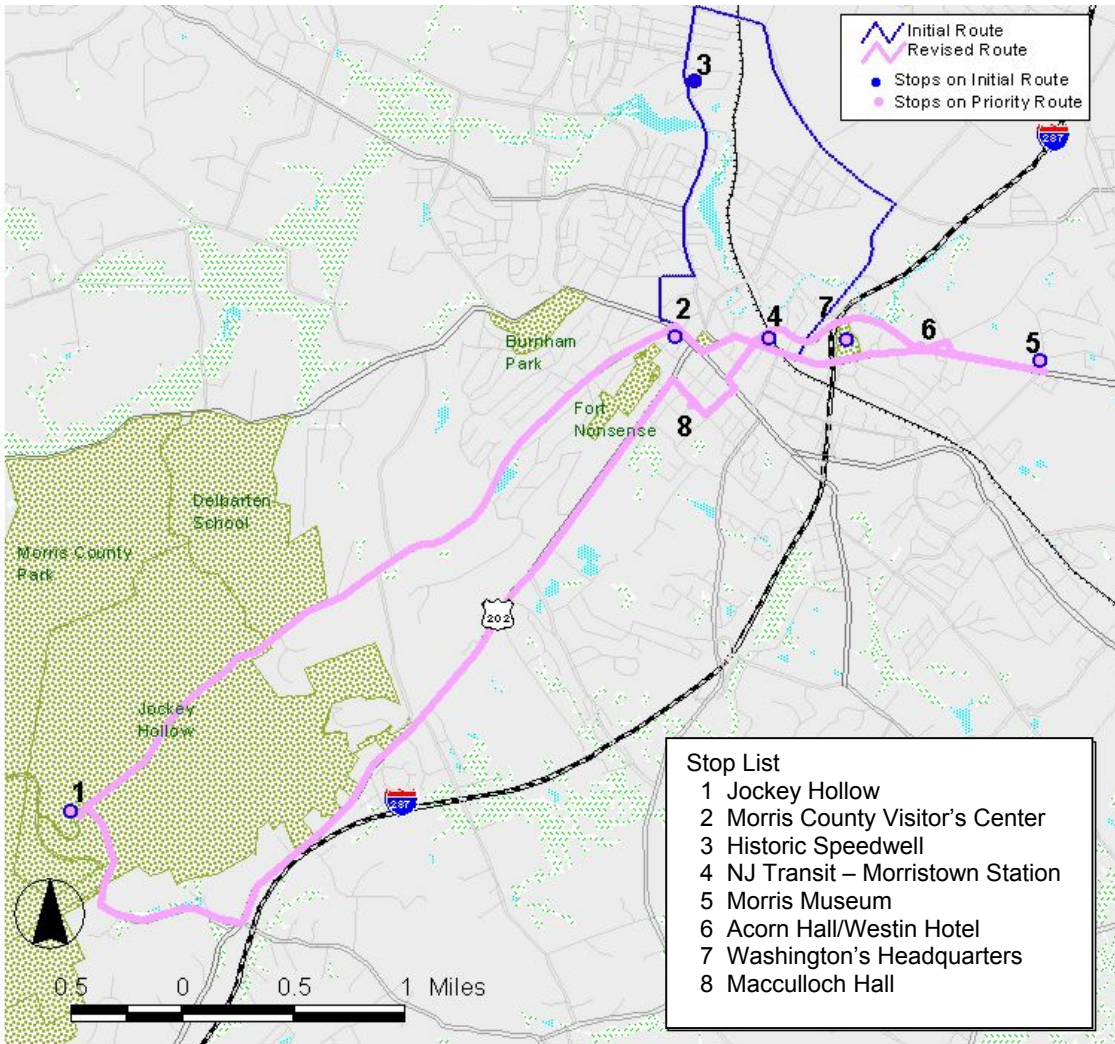 Initial Route
Revised Route
Stops on Initial Route
Stops on Priority Route
3
287
2
4
7
6
5
Burnham
Park
Fort
Nonsense
8
Delbarten
School
Morris County
Park
202
Jockey
Hollow
1
287
0 5 0 0.5 1 Miles
Stop List
1 Jockey Hollow
2 Morris County Visitor’s Center
3 Historic Speedwell
4 NJ Transit – Morristown Station
5 Morris Museum
6 Acorn Hall/Westin Hotel
7 Washington’s Headquarters
8 Macculloch Hall